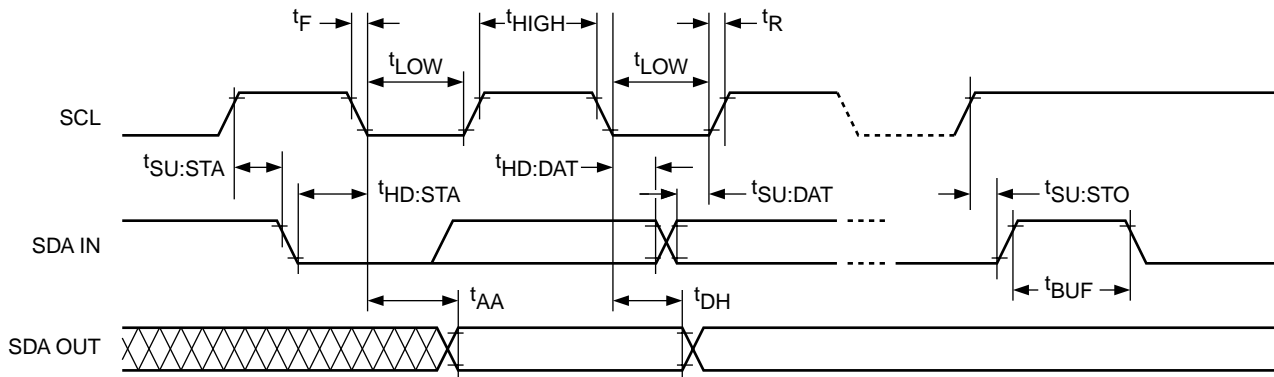 tF
tHIGH
tR
tLOW
tLOW
SCL
tSU:STA
tHD:DAT
tHD:STA
tSU:DAT
tSU:STO
SDA IN
tBUF
tAA
tDH
SDA OUT